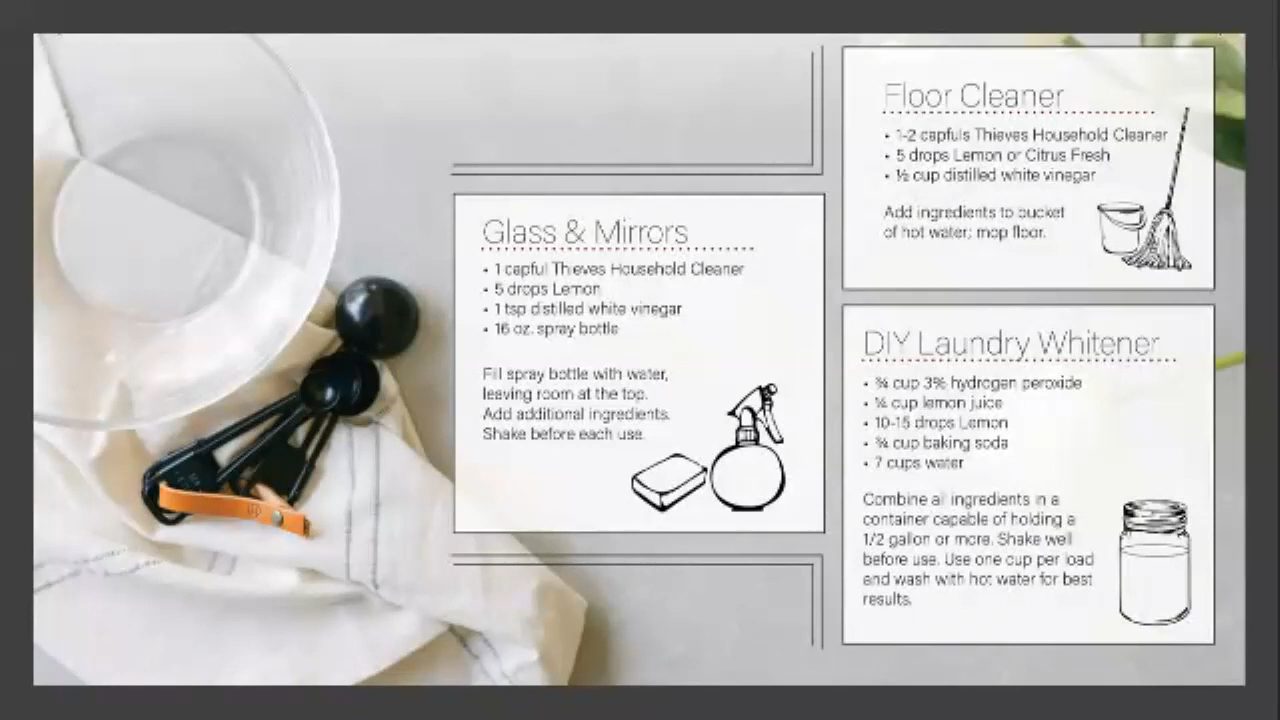 Glass & Mirrors
• 1 capful Thieves Household Cleaner
• 5 drops Lemon
• 1 tsp distilled white vinegar
• 16 oz. spray bottle
Fill spray bottle with water,
leaving room at the top.
Add additional ingredients.
Shake before each use.
Floor Cleaner
• 1-2 capfuls Thieves Household Cleaner
• 5 drops Lemon or Citrus Fresh
• ½ cup distilled white vinegar
Add ingredients to bucket
of hot water; mop floor.
DIY Laundry Whitener
• ¾ cup 3% hydrogen peroxide
• ¼ cup lemon juice
• 10-15 drops Lemon
• ¾ cup baking soda
• 7 cups water
Combine all ingredients in a
container capable of holding a
1/2 gallon or more. Shake well
before use. Use one cup per load
and wash with hot water for best
results.